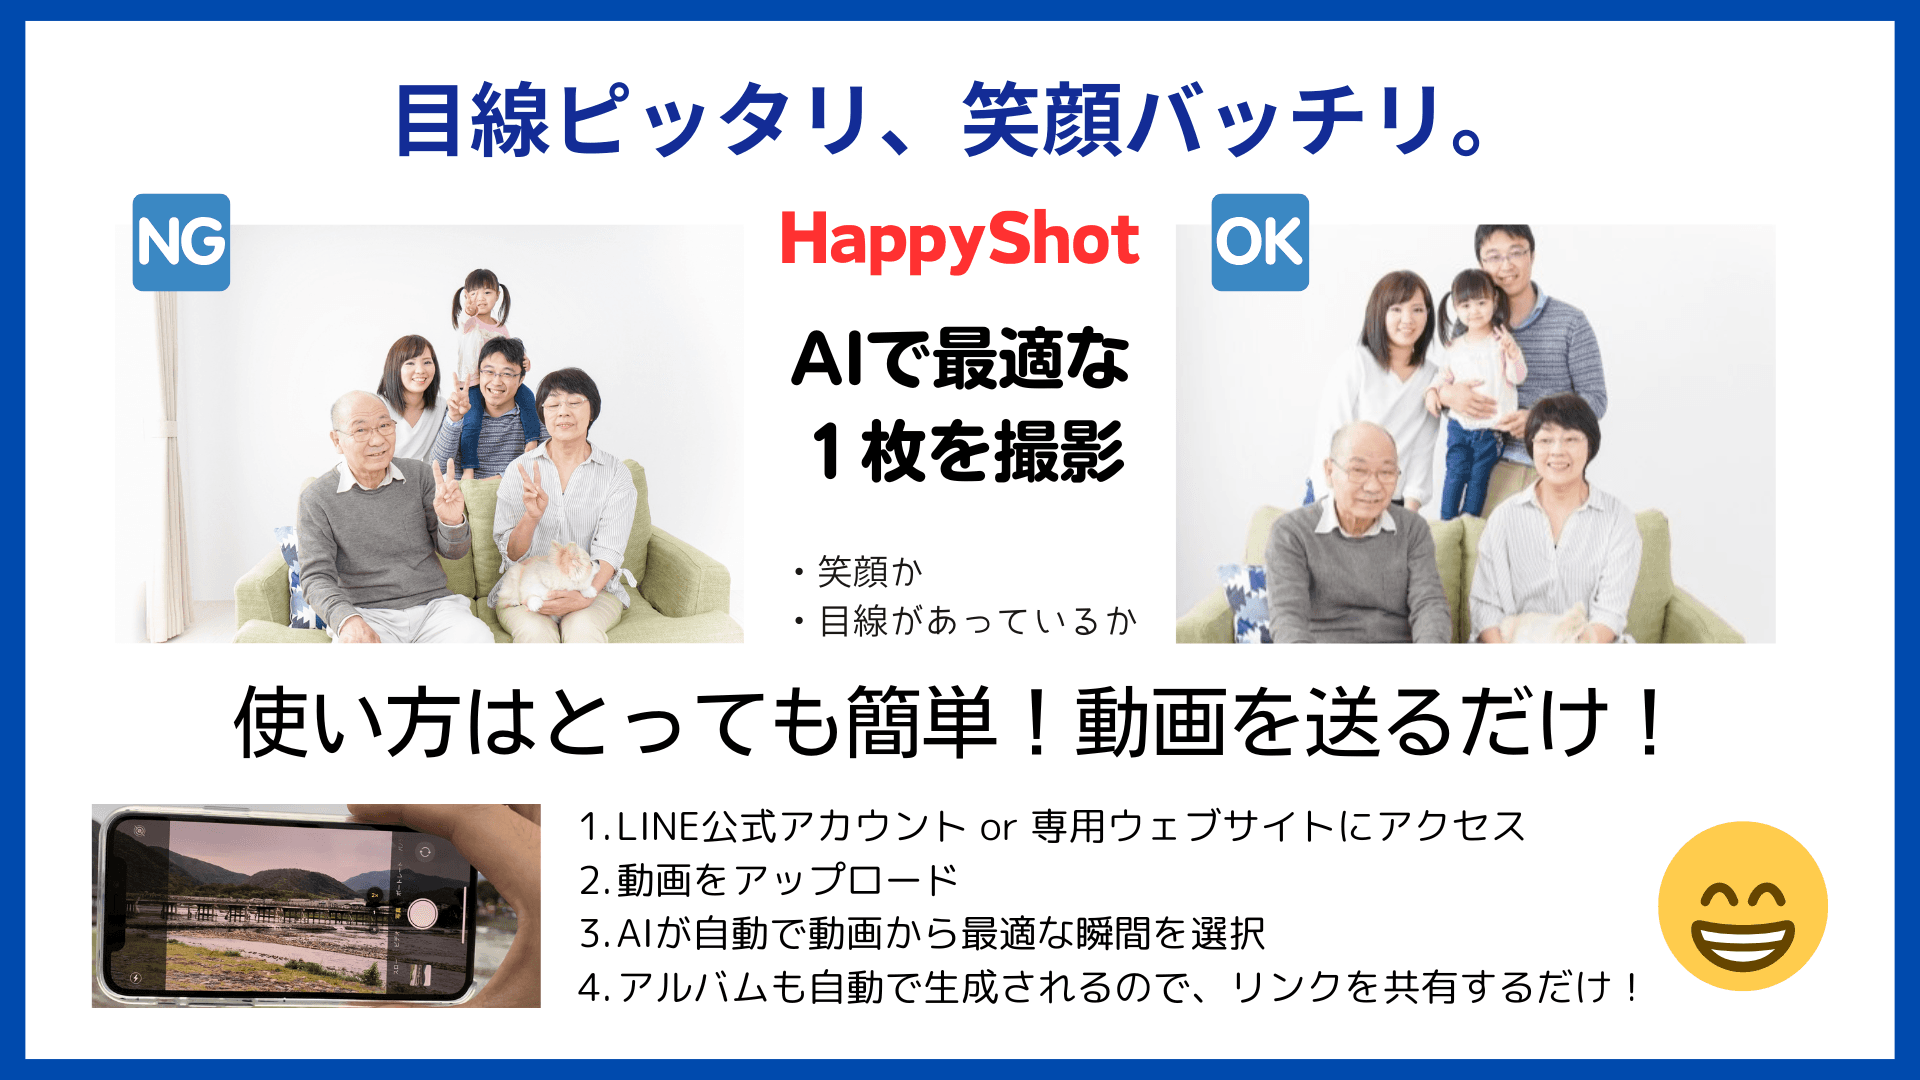 目線ピッタリ、笑顔バッチリ。
NG
HappyShot
OK
AIで最適な
1枚を撮影
・笑顔か
・目線があっているか
使い方はとっても簡単！動画を送るだけ！
1.LINE公式アカウント or 専用ウェブサイトにアクセス
2.動画をアップロード
3.AIが自動で動画から最適な瞬間を選択
4.アルバムも自動で生成されるので、リンクを共有するだけ！